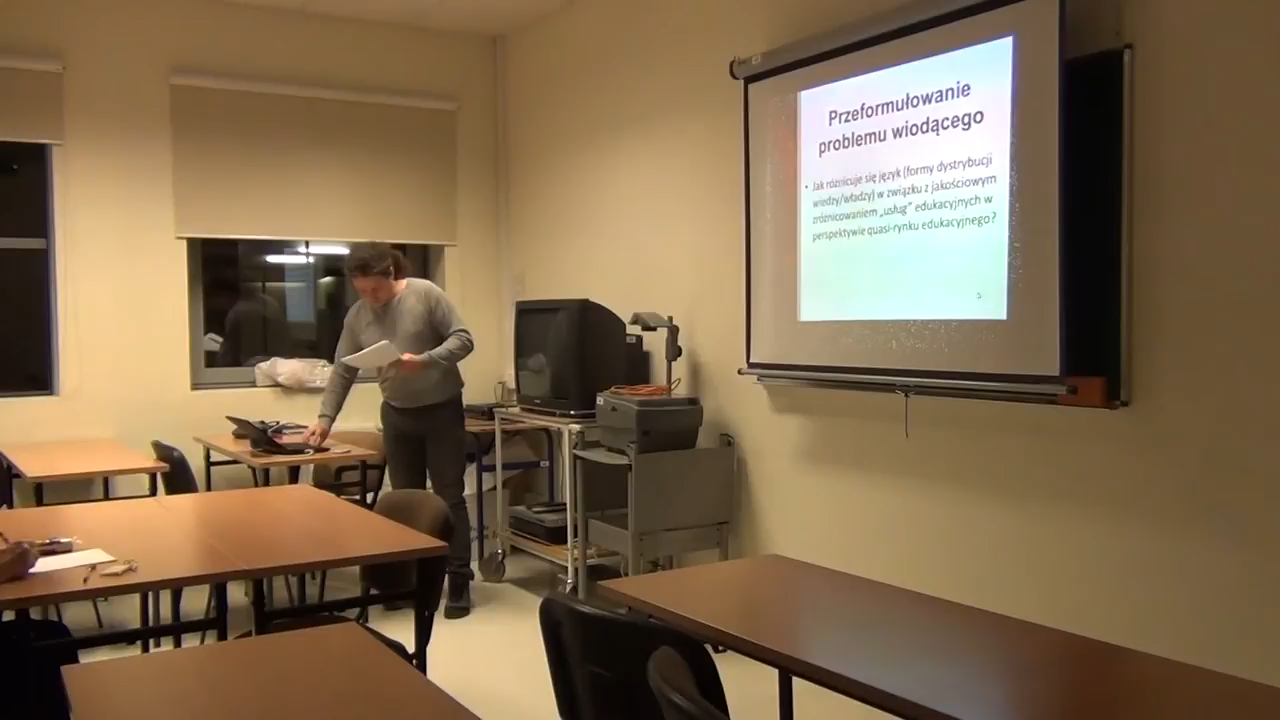 Przeformułowanie
problemu wiodącego
• Jak różnicuje się język (formy dystrybucji
wiedzy/władzy) w związku z jakościowym
zróżnicowaniem „usług” edukacyjnych w
perspektywie quasi-rynku edukacyjnego?